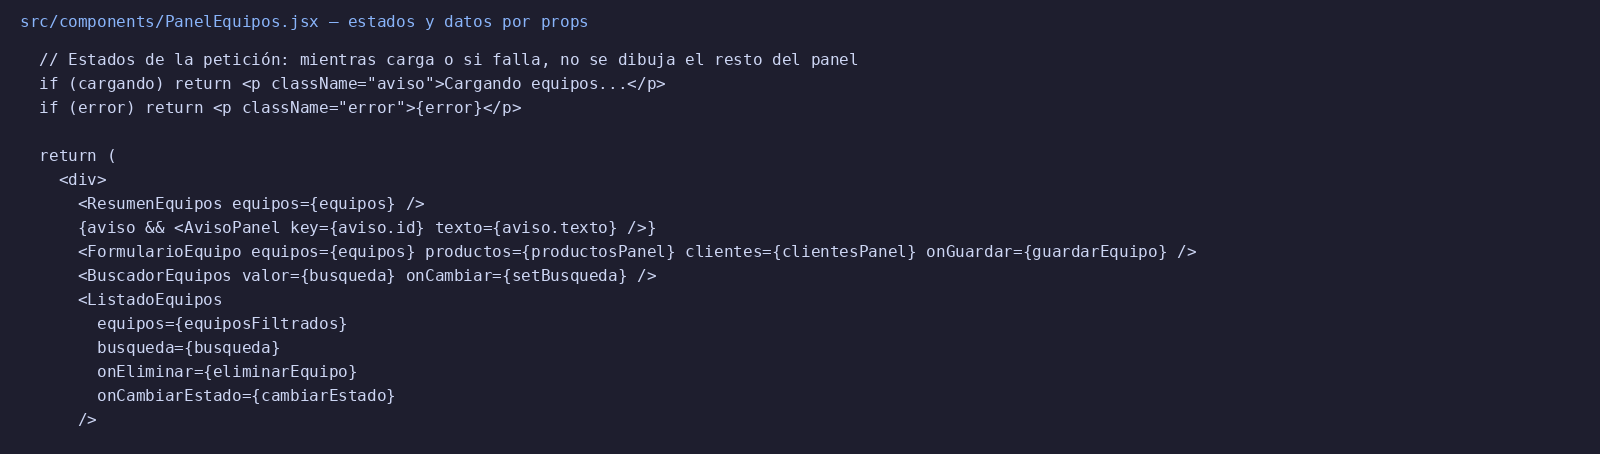 src/components/PanelEquipos.jsx — estados y datos por props
// Estados de la petición: mientras carga o si falla, no se dibuja el resto del panel
if (cargando) return <p className="aviso">Cargando equipos...</p>
if (error) return <p className="error">{error}</p>
return (
<div>
<ResumenEquipos equipos={equipos} />
{aviso && <AvisoPanel key={aviso.id} texto={aviso.texto} />}
<FormularioEquipo equipos={equipos} productos={productosPanel} clientes={clientesPanel} onGuardar={guardarEquipo} />
<BuscadorEquipos valor={busqueda} onCambiar={setBusqueda} />
<ListadoEquipos
equipos={equiposFiltrados}
busqueda={busqueda}
onEliminar={eliminarEquipo}
onCambiarEstado={cambiarEstado}
/>